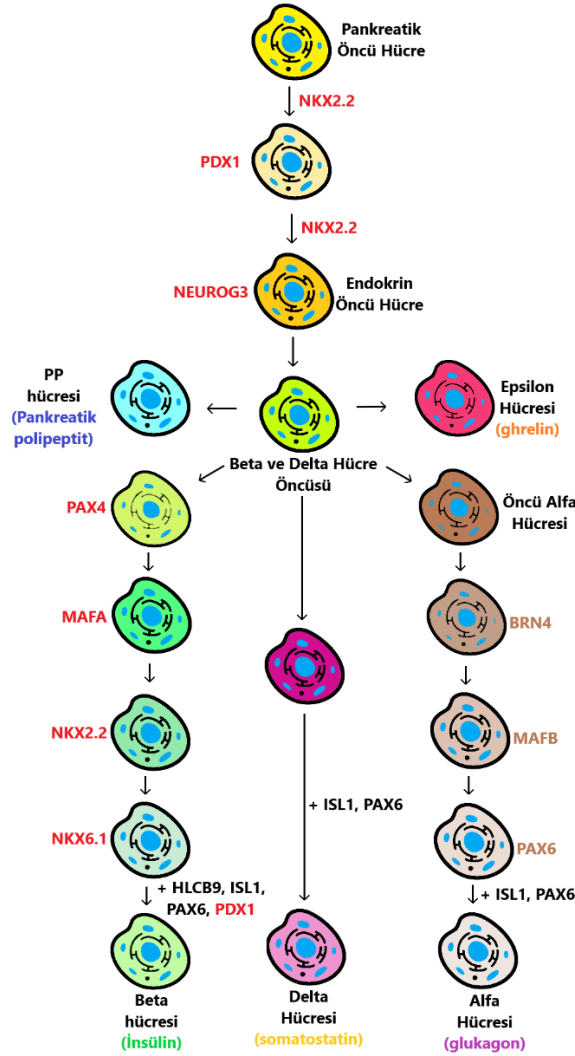 Pankreatik
Öncü Hücre
NKX2.2
PDX1
NKX2.2
NEUROG3
Endokrin
Öncü Hücre
PP
hücresi
(Pankreatik
polipeptit)
Epsilon
Hücresi
(ghrelin)
Beta ve Delta Hücre
Öncüsü
PAX4
Öncü Alfa
Hücresi
MAFA
BRN4
NKX2.2
MAFB
+ ISL1, PAX6
NKX6.1
PAX6
+ HLCB9, ISL1,
PAX6, PDX1
+ ISL1, PAX6
Beta
hücresi
(İnsülin)
Delta
Hücresi
(somatostatin)
Alfa
Hücresi
(glukagon)